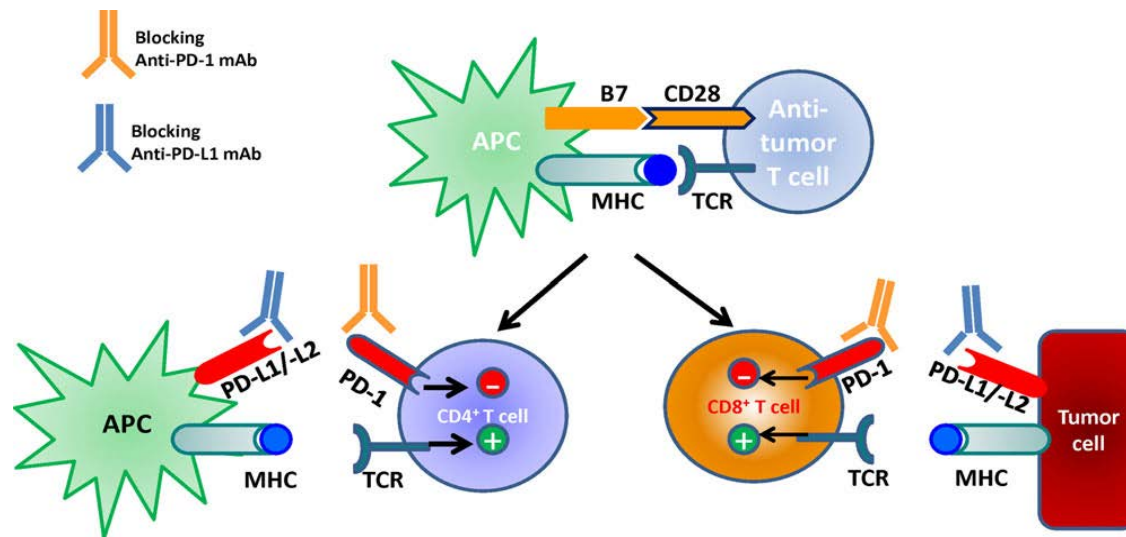 Blocking
Anti-PD-1 mAb
Blocking
Anti-PD-L1 mAb
B7
CD28
APC
Anti-
tumor
T cell
MHC
TCR
PD-L1/-L2
PD-1
APC
CD4⁺ T cell
MHC
TCR
PD-1
PD-L1/-L2
CD8⁺ T cell
Tumor
cell
TCR
MHC